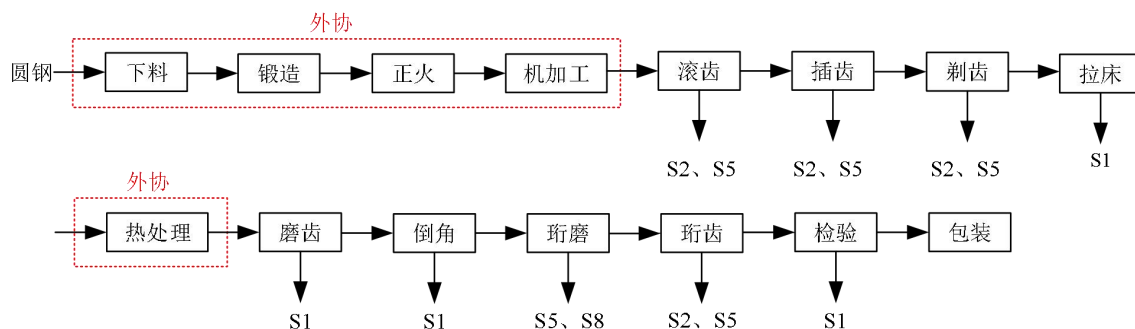 外协
圆钢 下料 锻造 正火 机加工 滚齿 插齿 剃齿 拉床
S2、S5 S2、S5 S2、S5 S1
外协
热处理 磨齿 倒角 珩磨 珩齿 检验 包装
S1 S1 S5、S8 S2、S5 S1